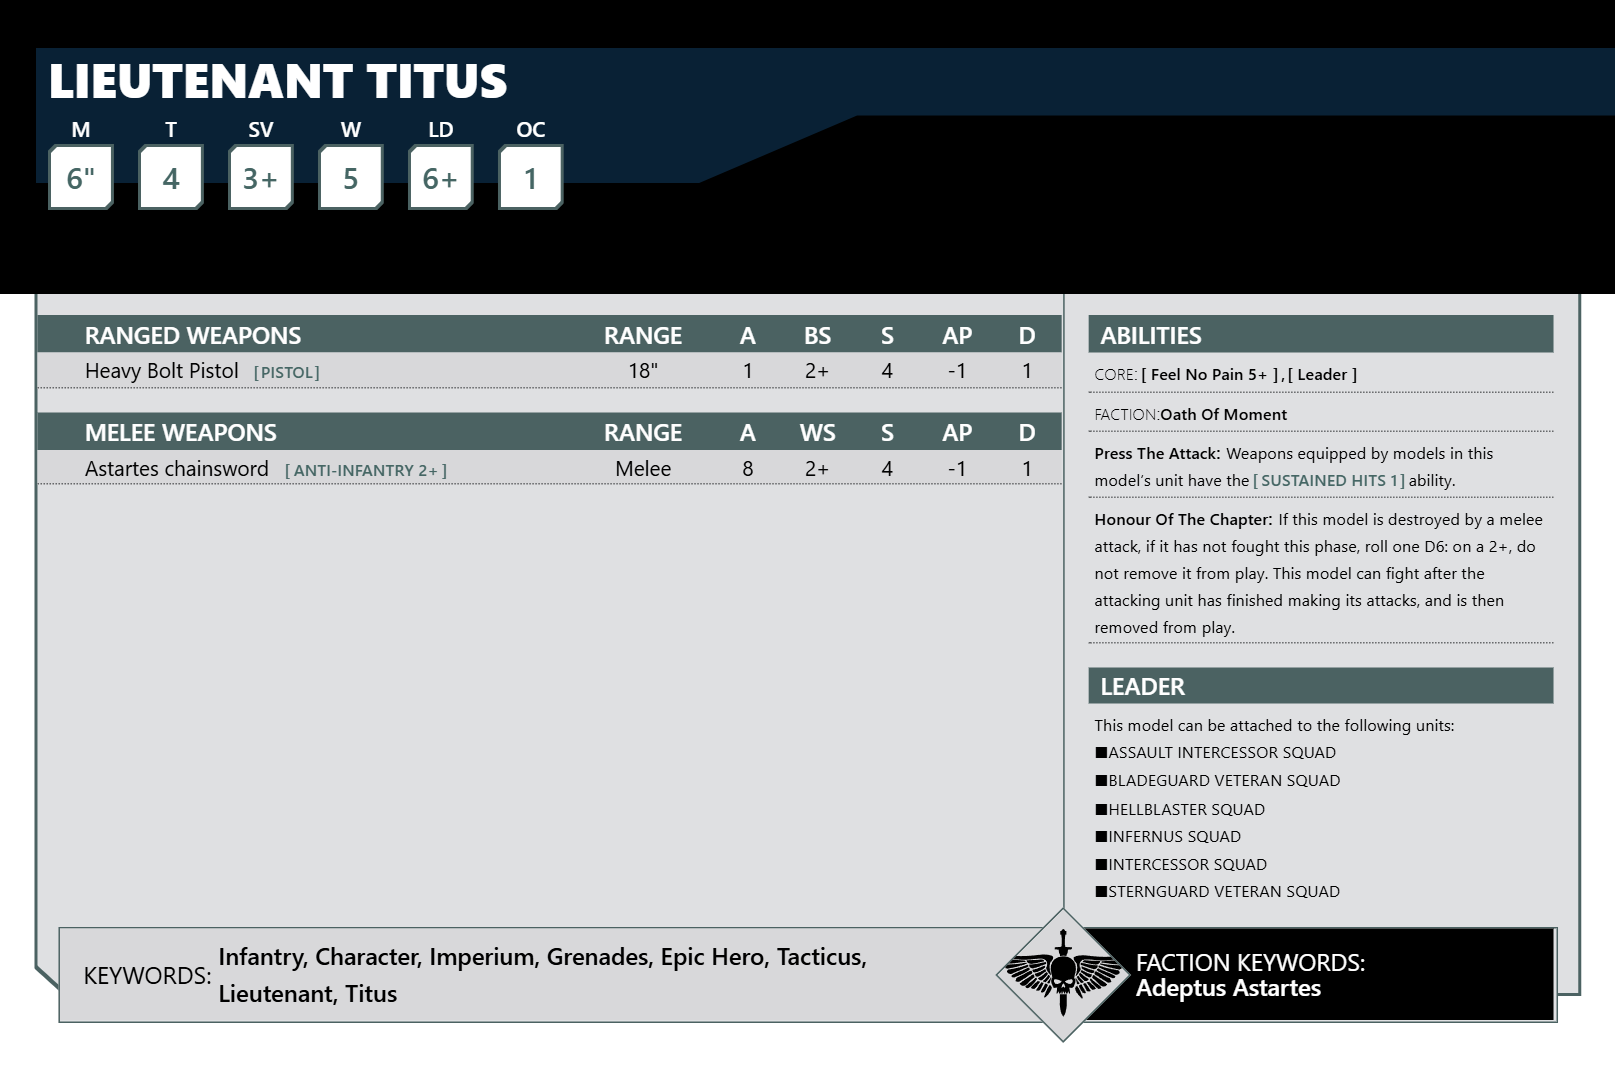 LIEUTENANT TITUS
M T SV W LD OC
6" 4 3+ 5 6+ 1
RANGED WEAPONS RANGE A BS S AP D
Heavy Bolt Pistol [PISTOL] 18" 1 2+ 4 -1 1
MELEE WEAPONS RANGE A WS S AP D
Astartes chainsword [ ANTI-INFANTRY 2+ ] Melee 8 2+ 4 -1 1
ABILITIES
CORE: [ Feel No Pain 5+ ] , [ Leader ]
FACTION:Oath Of Moment
Press The Attack: Weapons equipped by models in this
model's unit have the [ SUSTAINED HITS 1] ability.
Honour Of The Chapter: If this model is destroyed by a melee
attack, if it has not fought this phase, roll one D6: on a 2+, do
not remove it from play. This model can fight after the
attacking unit has finished making its attacks, and is then
removed from play.
LEADER
This model can be attached to the following units:
■ASSAULT INTERCESSOR SQUAD
■BLADEGUARD VETERAN SQUAD
■HELLBLASTER SQUAD
■INFERNUS SQUAD
■INTERCESSOR SQUAD
■STERNGUARD VETERAN SQUAD
KEYWORDS: Infantry, Character, Imperium, Grenades, Epic Hero, Tacticus,
Lieutenant, Titus
FACTION KEYWORDS:
Adeptus Astartes